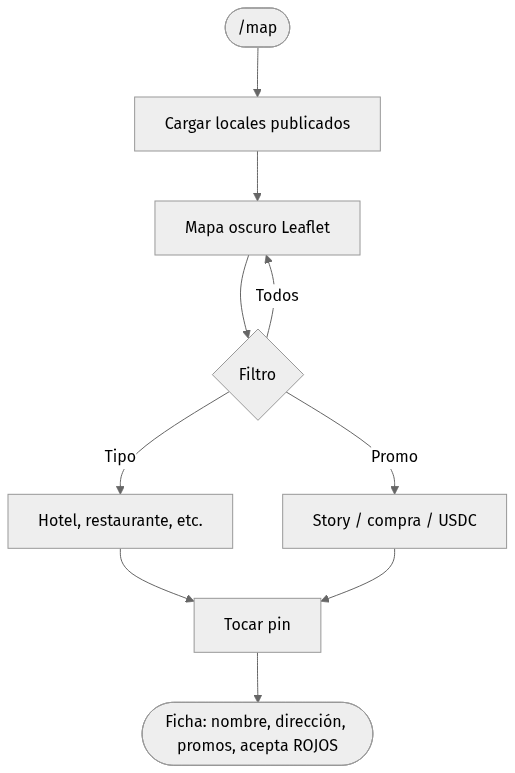 /map
Cargar locales publicados
Mapa oscuro Leaflet
Todos
Filtro
Tipo
Promo
Hotel, restaurante, etc.
Story / compra / USDC
Tocar pin
Ficha: nombre, dirección,
promos, acepta ROJOS